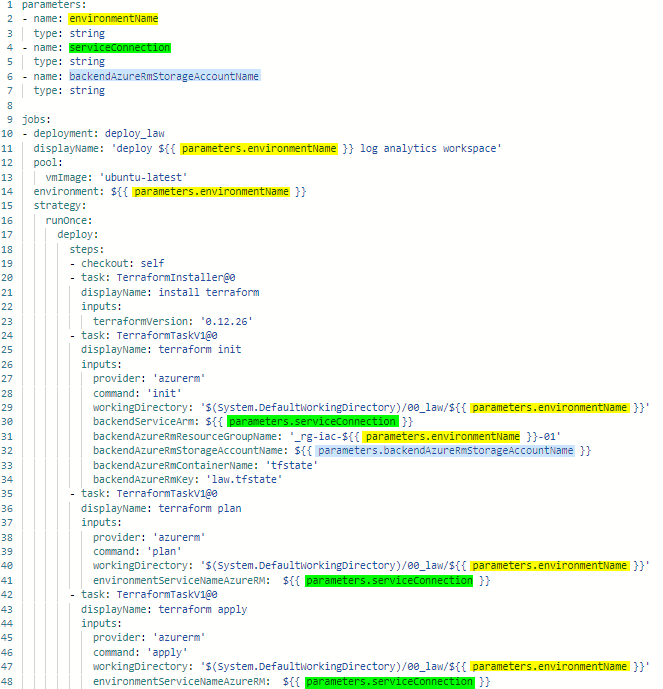 1 parameters:
2 - name: environmentName
3   type: string
4 - name: serviceConnection
5   type: string
6 - name: backendAzureRmStorageAccountName
7   type: string
8
9 jobs:
10 - deployment: deploy_law
11   displayName: 'deploy ${{ parameters.environmentName }} log analytics workspace'
12   pool:
13     vmImage: 'ubuntu-latest'
14   environment: ${{ parameters.environmentName }}
15   strategy:
16     runOnce:
17       deploy:
18         steps:
19         - checkout: self
20         - task: TerraformInstaller@0
21           displayName: install terraform
22           inputs:
23             terraformVersion: '0.12.26'
24         - task: TerraformTaskV1@0
25           displayName: terraform init
26           inputs:
27             provider: 'azurerm'
28             command: 'init'
29             workingDirectory: '$(System.DefaultWorkingDirectory)/00_law/${{ parameters.environmentName }}'
30             backendServiceArm: ${{ parameters.serviceConnection }}
31             backendAzureRmResourceGroupName: '_rg-iac-${{ parameters.environmentName }}-01'
32             backendAzureRmStorageAccountName: ${{ parameters.backendAzureRmStorageAccountName }}
33             backendAzureRmContainerName: 'tfstate'
34             backendAzureRmKey: 'law.tfstate'
35         - task: TerraformTaskV1@0
36           displayName: terraform plan
37           inputs:
38             provider: 'azurerm'
39             command: 'plan'
40             workingDirectory: '$(System.DefaultWorkingDirectory)/00_law/${{ parameters.environmentName }}'
41             environmentServiceNameAzureRM:  ${{ parameters.serviceConnection }}
42         - task: TerraformTaskV1@0
43           displayName: terraform apply
44           inputs:
45             provider: 'azurerm'
46             command: 'apply'
47             workingDirectory: '$(System.DefaultWorkingDirectory)/00_law/${{ parameters.environmentName }}'
48             environmentServiceNameAzureRM:  ${{ parameters.serviceConnection }}